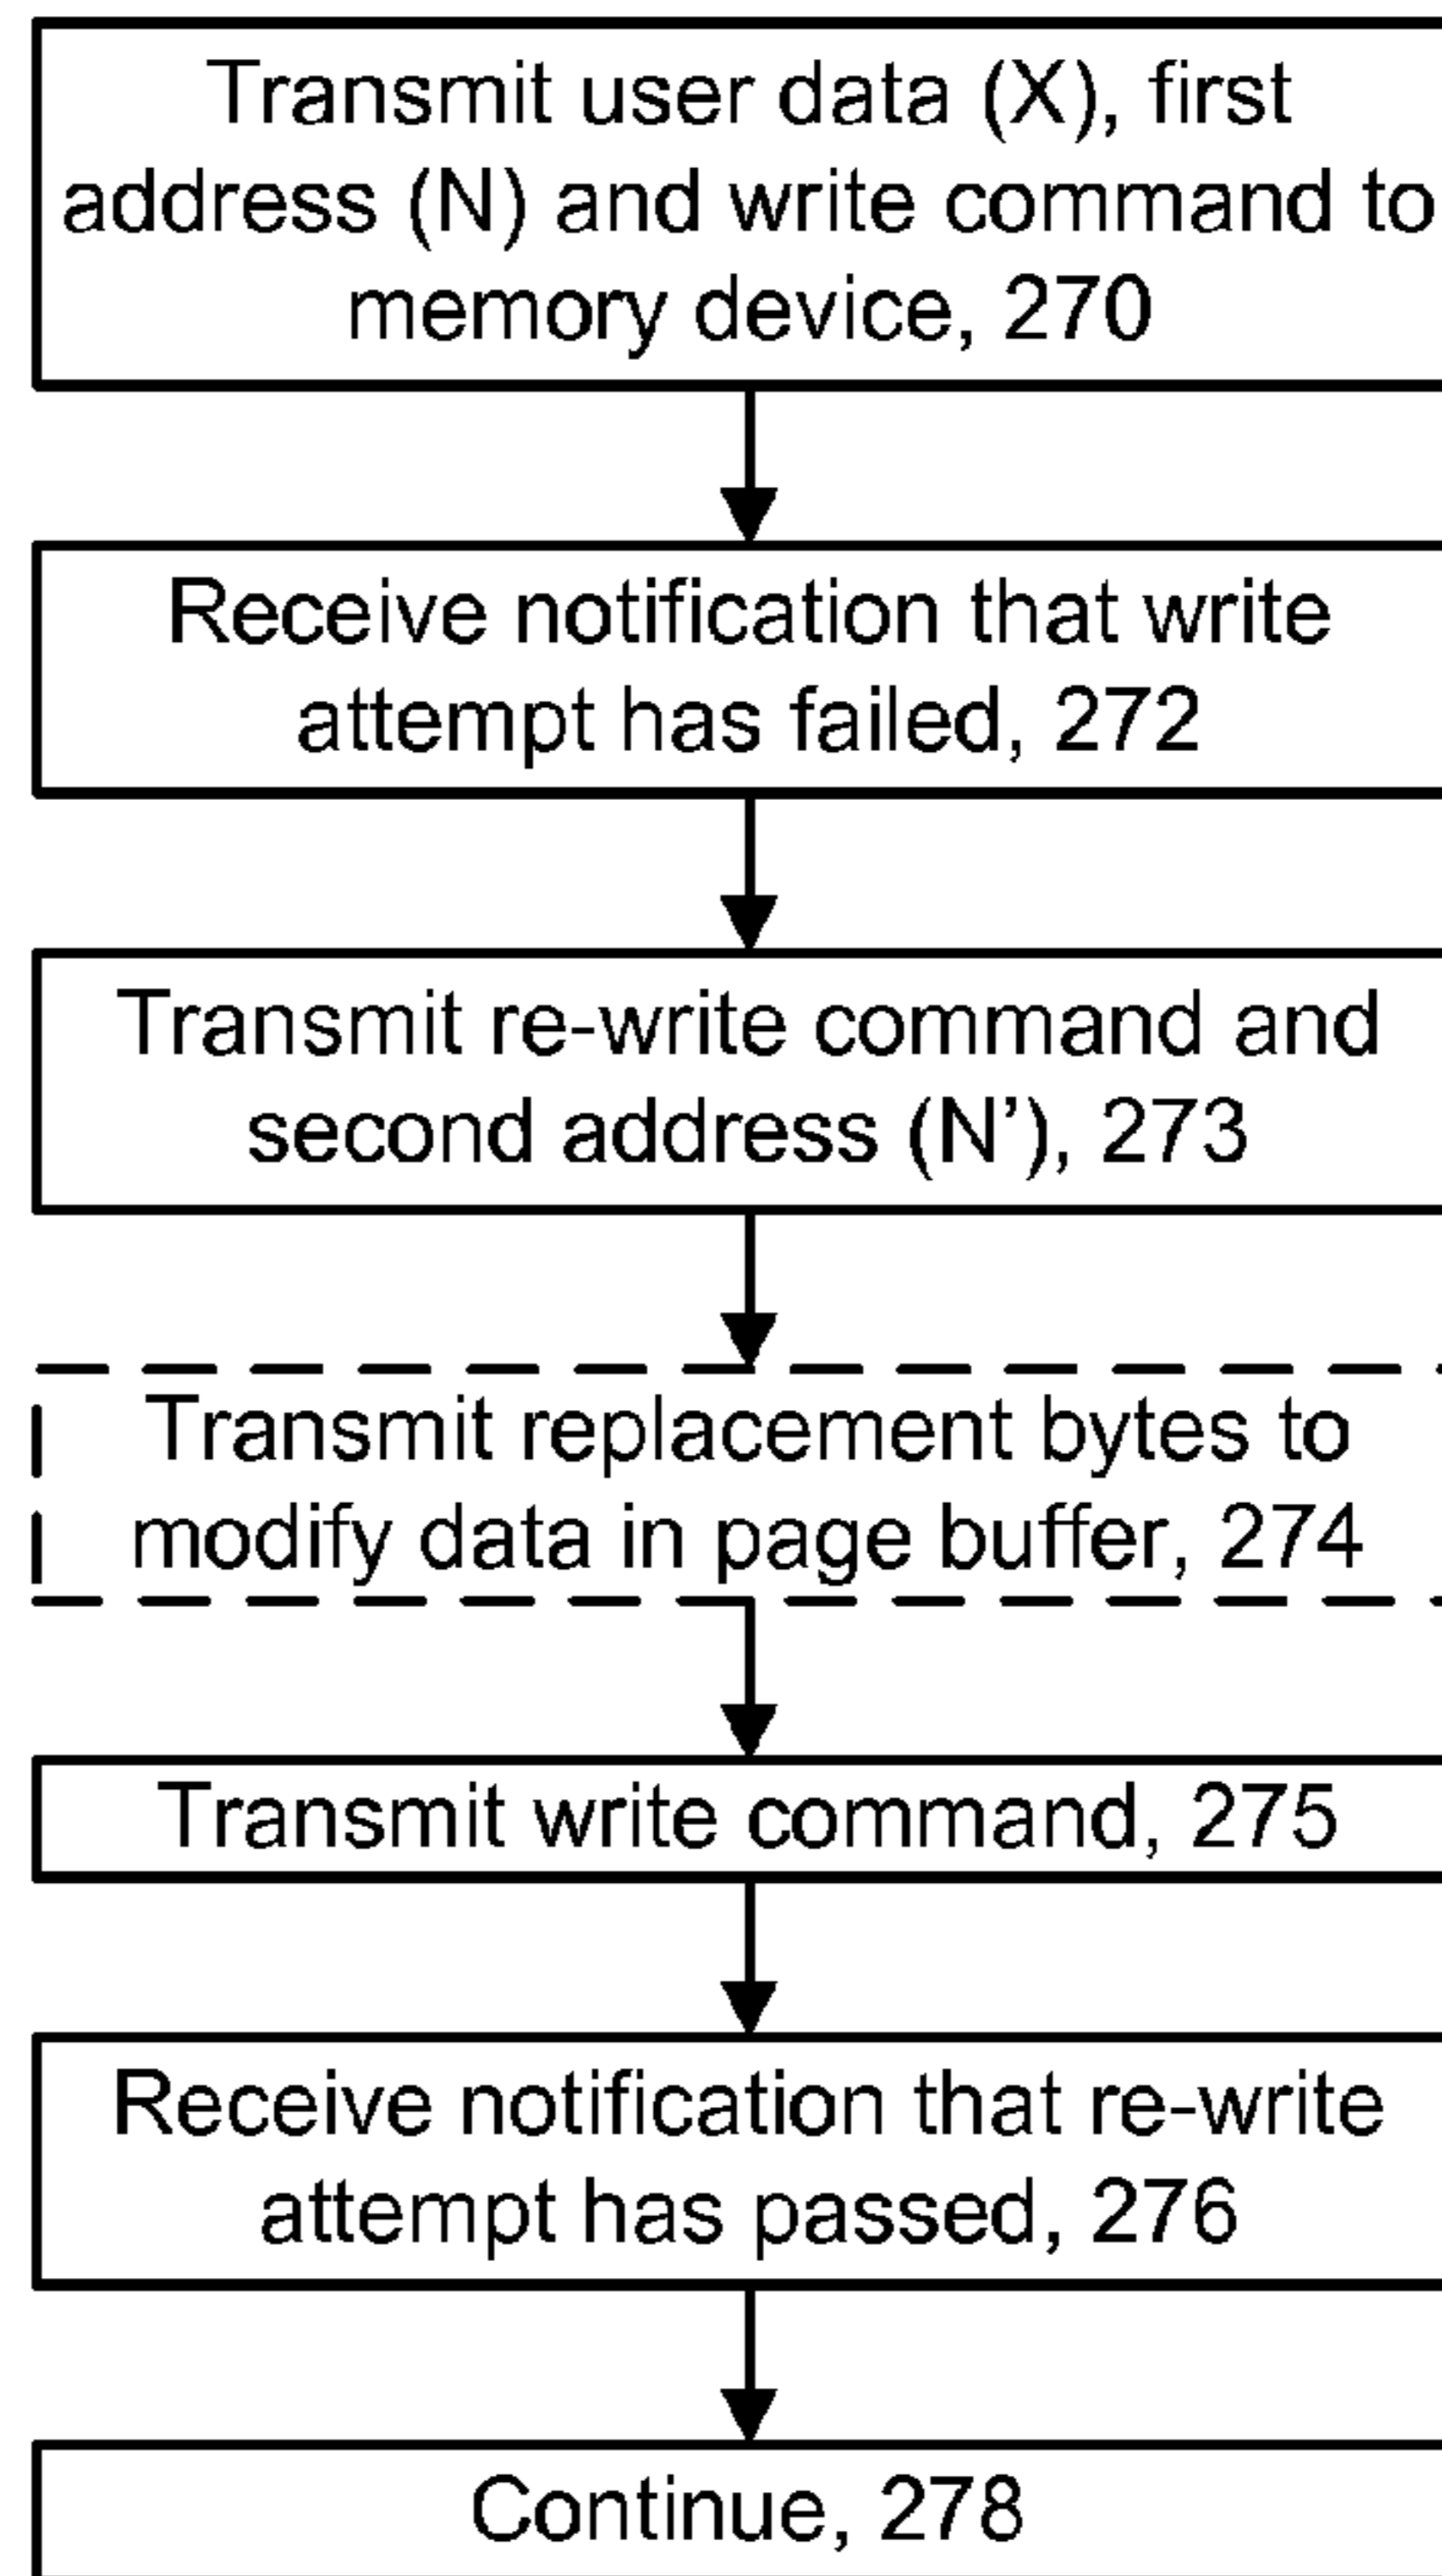 Transmit user data (X), first
address (N) and write command to
memory device, 270
Receive notification that write
attempt has failed, 272
Transmit re-write command and
second address (N’), 273
Transmit replacement bytes to
modify data in page buffer, 274
Transmit write command, 275
Receive notification that re-write
attempt has passed, 276
Continue, 278